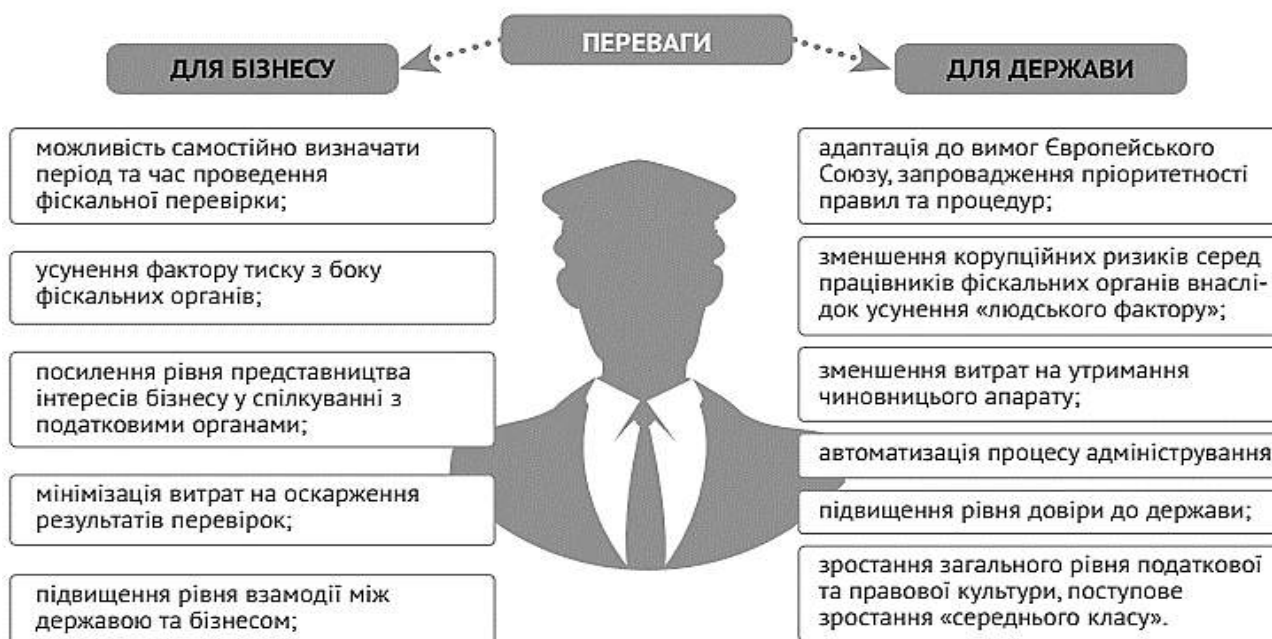 ПЕРЕВАГИ
ДЛЯ БІЗНЕСУ
можливість самостійно визначати
період та час проведення
фіскальної перевірки;
усунення фактору тиску з боку
фіскальних органів;
посилення рівня представництва
інтересів бізнесу у спілкуванні з
податковими органами;
мінімізація витрат на оскарження
результатів перевірок;
підвищення рівня взамодії між
державою та бізнесом;
ДЛЯ ДЕРЖАВИ
адаптація до вимог Європейського
Союзу, запровадження пріоритетності
правил та процедур;
зменшення корупційних ризиків серед
працівників фіскальних органів внаслі-
док усунення «людського фактору»;
зменшення витрат на утримання
чиновницього апарату;
автоматизація процесу адміністрування
підвищення рівня довіри до держави;
зростання загального рівня податкової
та правової культури, поступове
зростання «середнього класу».